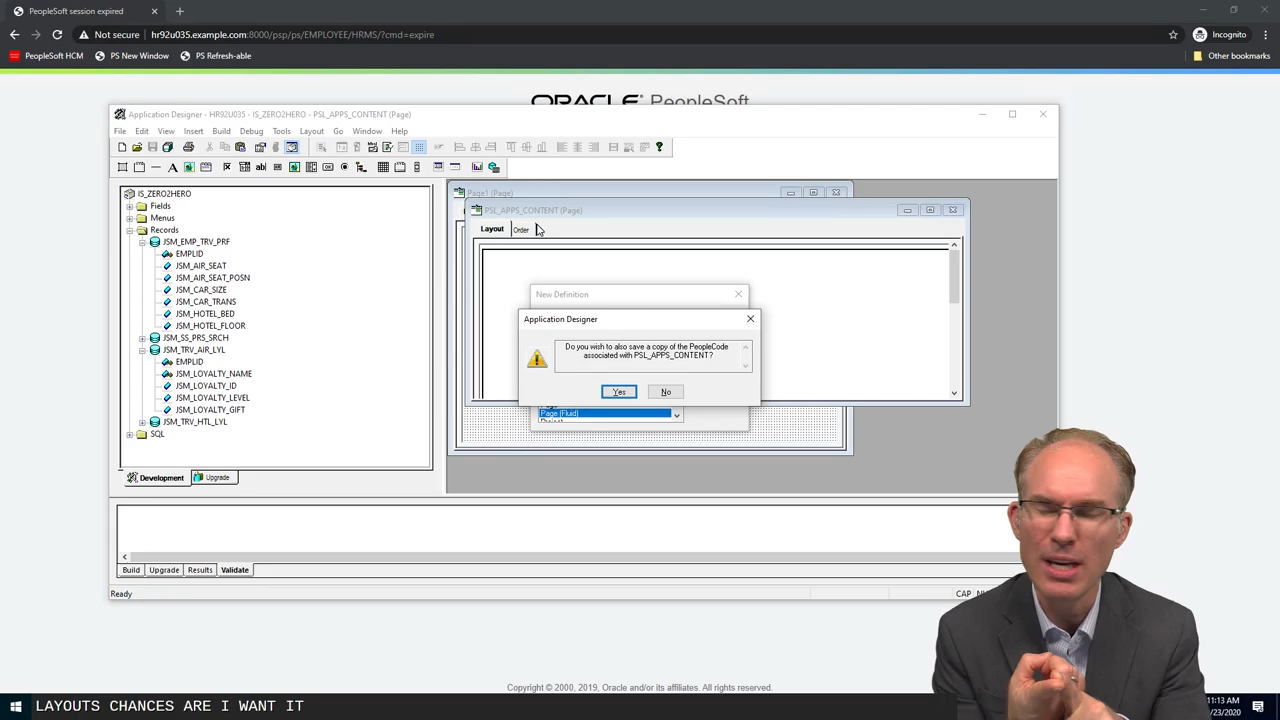 PeopleSoft session expired
Not secure hr92u035.example.com:8000/psp/ps/EMPLOYEE/HRMS/?cmd=expire
Incognito
PeopleSoft HCM PS New Window PS Refresh-able
Other bookmarks
ORACLE PeopleSoft
Application Designer - HR92U035 - IS_ZERO2HERO - PSL_APPS_CONTENT (Page)
File Edit View Insert Build Debug Tools Layout Go Window Help
IS_ZERO2HERO
Fields
Menus
Records
JSM_EMP_TRV_PRF
EMPLID
JSM_AIR_SEAT
JSM_AIR_SEAT_POSN
JSM_CAR_SIZE
JSM_CAR_TRANS
JSM_HOTEL_BED
JSM_HOTEL_FLOOR
JSM_SS_PRS_SRCH
JSM_TRV_AIR_LYL
EMPLID
JSM_LOYALTY_NAME
JSM_LOYALTY_ID
JSM_LOYALTY_LEVEL
JSM_LOYALTY_GIFT
JSM_TRV_HTL_LYL
SQL
Development Upgrade
Page1 (Page)
PSL_APPS_CONTENT (Page)
Layout Order
New Definition
Application Designer
Do you wish to also save a copy of the PeopleCode
associated with PSL_APPS_CONTENT?
Yes No
Page (Fluid)
Build Upgrade Results Validate
Ready
CAP
Copyright © 2000, 2019, Oracle and/or its affiliates. All rights reserved.
LAYOUTS CHANCES ARE I WANT IT
11:13 AM
/23/2020